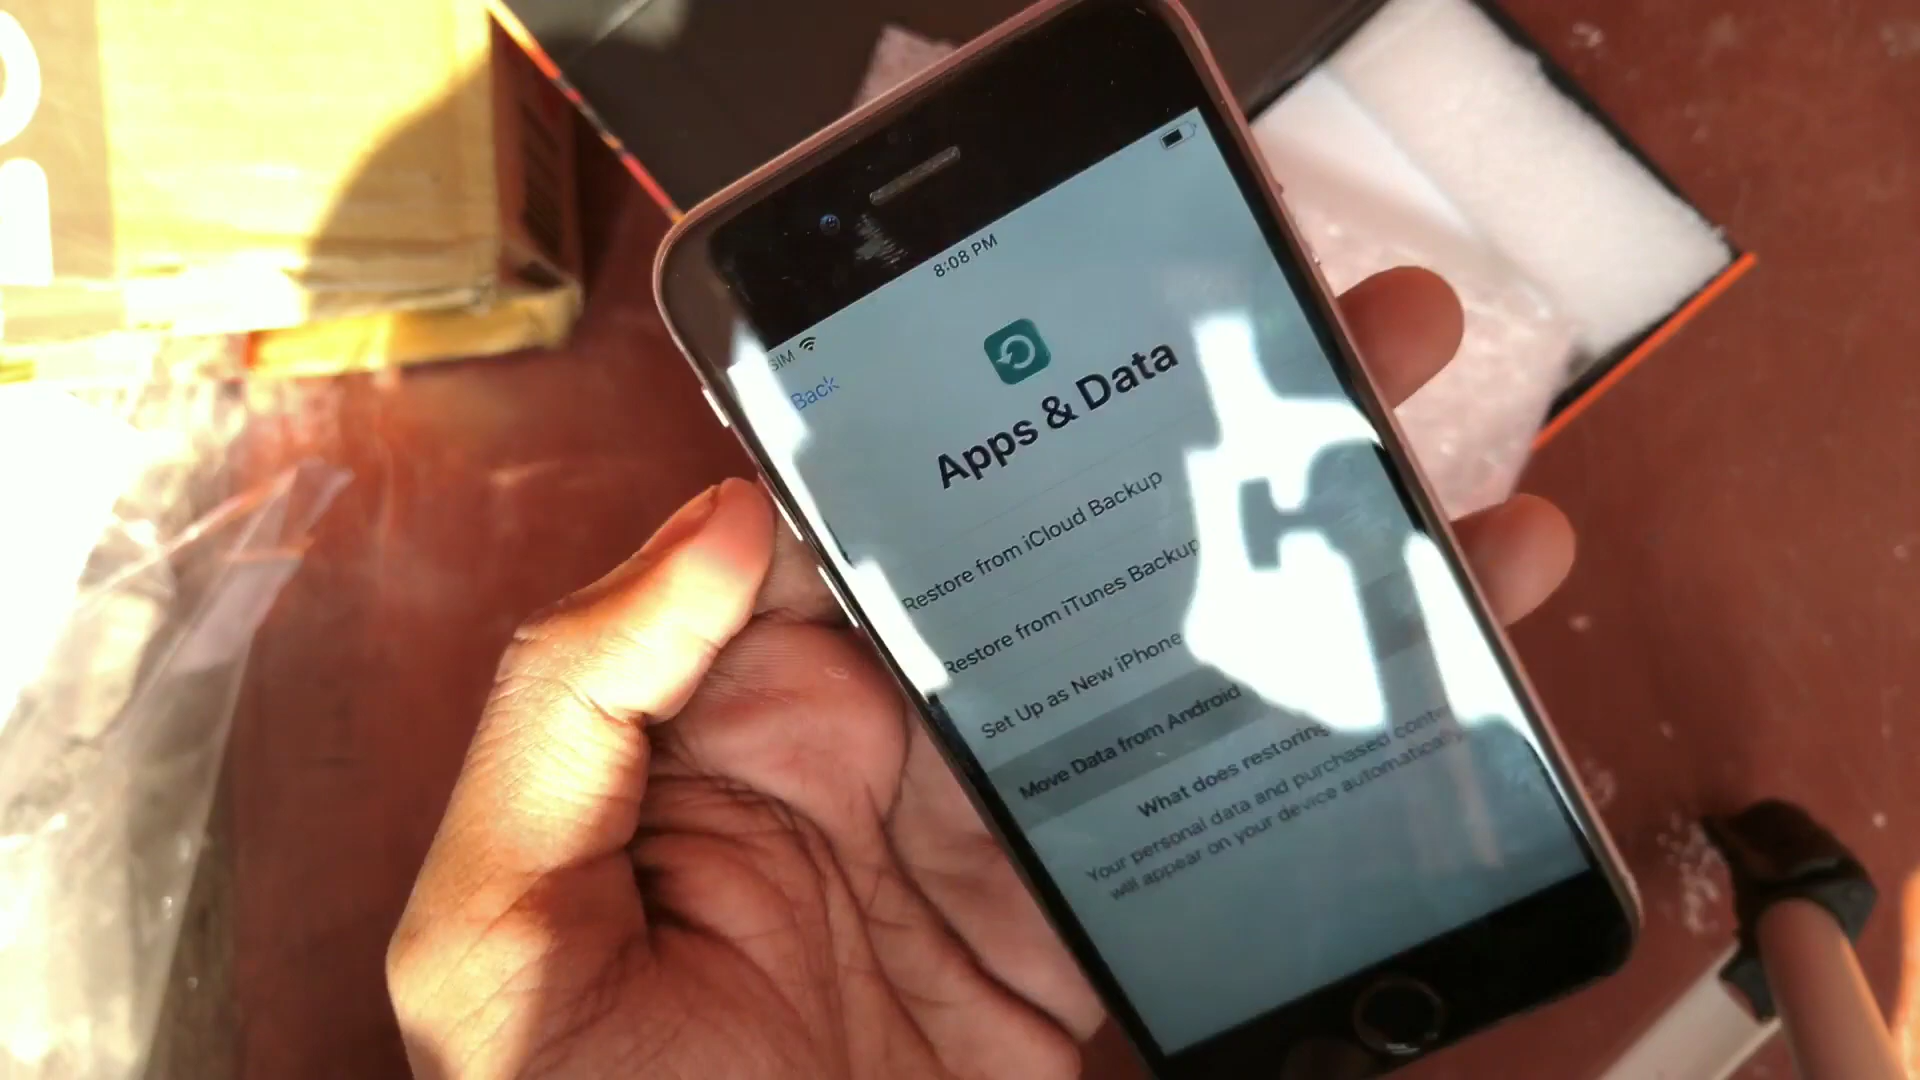 8:08 PM
SIM
Back
Apps & Data
Restore from iCloud Backup
Restore from iTunes Backup
Set Up as New iPhone
Move Data from Android
What does restoring
Your personal data and purchased conte
will appear on your device automatically.